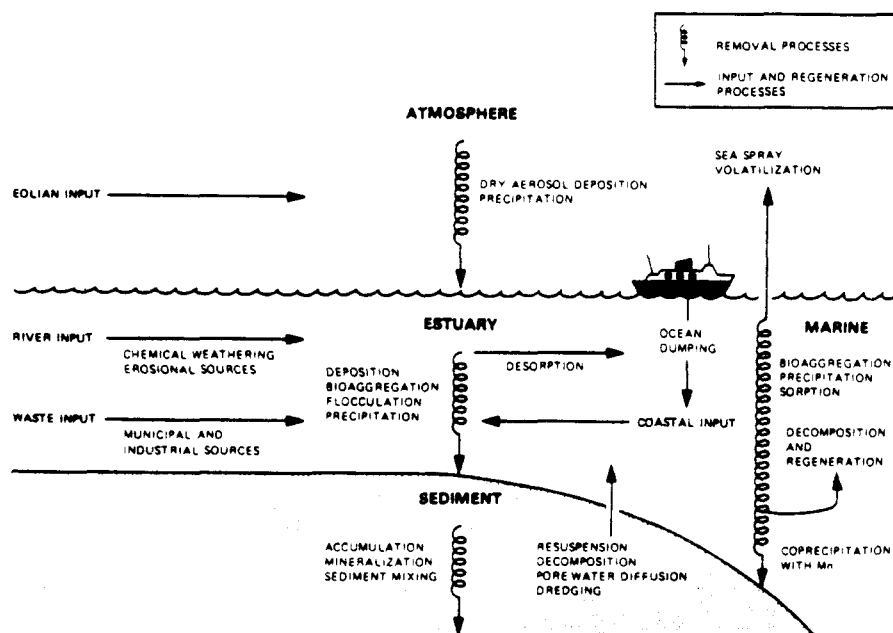 REMOVAL PROCESSES
INPUT AND REGENERATION
PROCESSES
ATMOSPHERE
SEA SPRAY
VOLATILIZATION
EOLIAN INPUT
DRY AEROSOL DEPOSITION
PRECIPITATION
RIVER INPUT
CHEMICAL WEATHERING
EROSIONAL SOURCES
ESTUARY
OCEAN
DUMPING
MARINE
DEPOSITION
BIOAGGREGATION
FLOCCULATION
PRECIPITATION
DESORPTION
BIOAGGREGATION
PRECIPITATION
SORPTION
WASTE INPUT
MUNICIPAL AND
INDUSTRIAL SOURCES
COASTAL INPUT
DECOMPOSITION
AND
REGENERATION
SEDIMENT
ACCUMULATION
MINERALIZATION
SEDIMENT MIXING
RESUSPENSION
DECOMPOSITION
PORE WATER DIFFUSION
DREDGING
COPRECIPITATION
WITH Mn